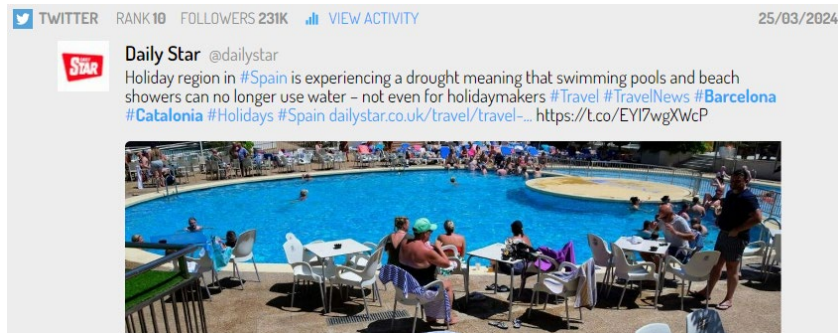 TWITTER RANK 10 FOLLOWERS 231K VIEW ACTIVITY 25/03/2024
STAR
Daily Star @dailystar
Holiday region in #Spain is experiencing a drought meaning that swimming pools and beach
showers can no longer use water – not even for holidaymakers #Travel #TravelNews #Barcelona
#Catalonia #Holidays #Spain dailystar.co.uk/travel/travel-... https://t.co/EYI7wgXWcP